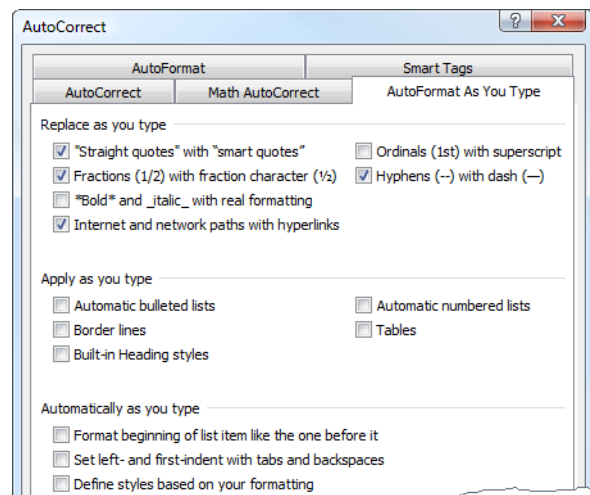 AutoCorrect
AutoFormat Smart Tags
AutoCorrect Math AutoCorrect AutoFormat As You Type
Replace as you type
"Straight quotes" with “smart quotes” Ordinals (1st) with superscript
Fractions (1/2) with fraction character (½) Hyphens (--) with dash (—)
*Bold* and _italic_ with real formatting
Internet and network paths with hyperlinks
Apply as you type
Automatic bulleted lists Automatic numbered lists
Border lines Tables
Built-in Heading styles
Automatically as you type
Format beginning of list item like the one before it
Set left- and first-indent with tabs and backspaces
Define styles based on your formatting